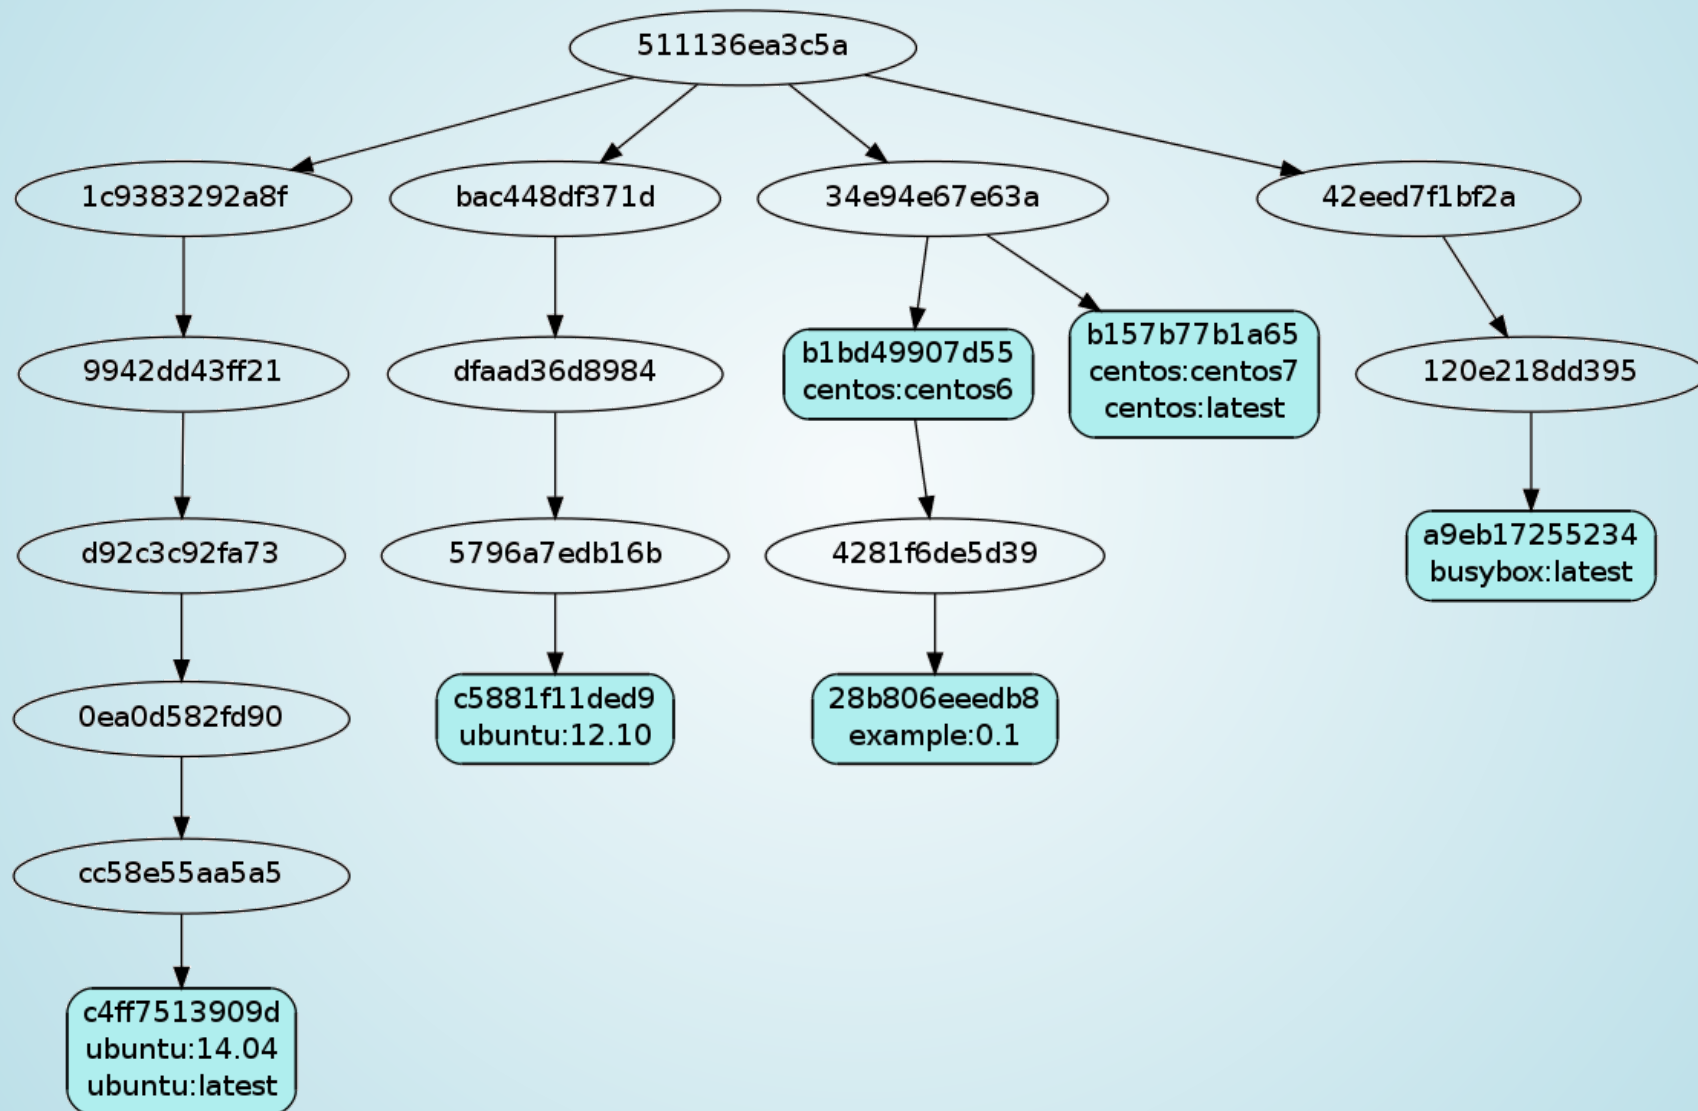 511136ea3c5a
1c9383292a8f
bac448df371d
34e94e67e63a
42eed7f1bf2a
9942dd43ff21
dfaad36d8984
b1bd49907d55
centos:centos6
b157b77b1a65
centos:centos7
centos:latest
120e218dd395
d92c3c92fa73
5796a7edb16b
4281f6de5d39
a9eb17255234
busybox:latest
0ea0d582fd90
c5881f11ded9
ubuntu:12.10
28b806eeedb8
example:0.1
cc58e55aa5a5
c4ff7513909d
ubuntu:14.04
ubuntu:latest